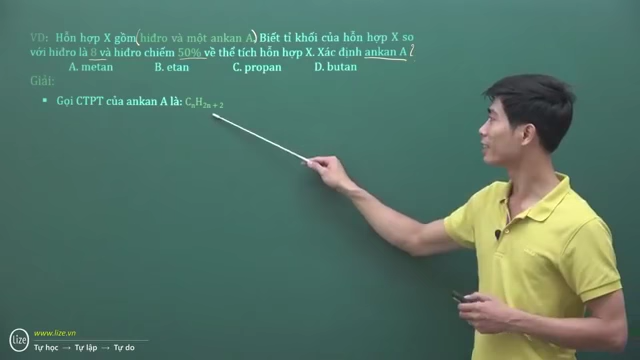 VD: Hỗn hợp X gồm (hiđro và một ankan A) Biết tỉ khối của hỗn hợp X so
với hiđro là 8 và hiđro chiếm 50% về thể tích hỗn hợp X. Xác định ankan A?
A. metan B. etan C. propan D. butan
Giải:
▪ Gọi CTPT của ankan A là: CₙH₂ₙ₊₂
lize
www.lize.vn
Tự học → Tự lập → Tự do